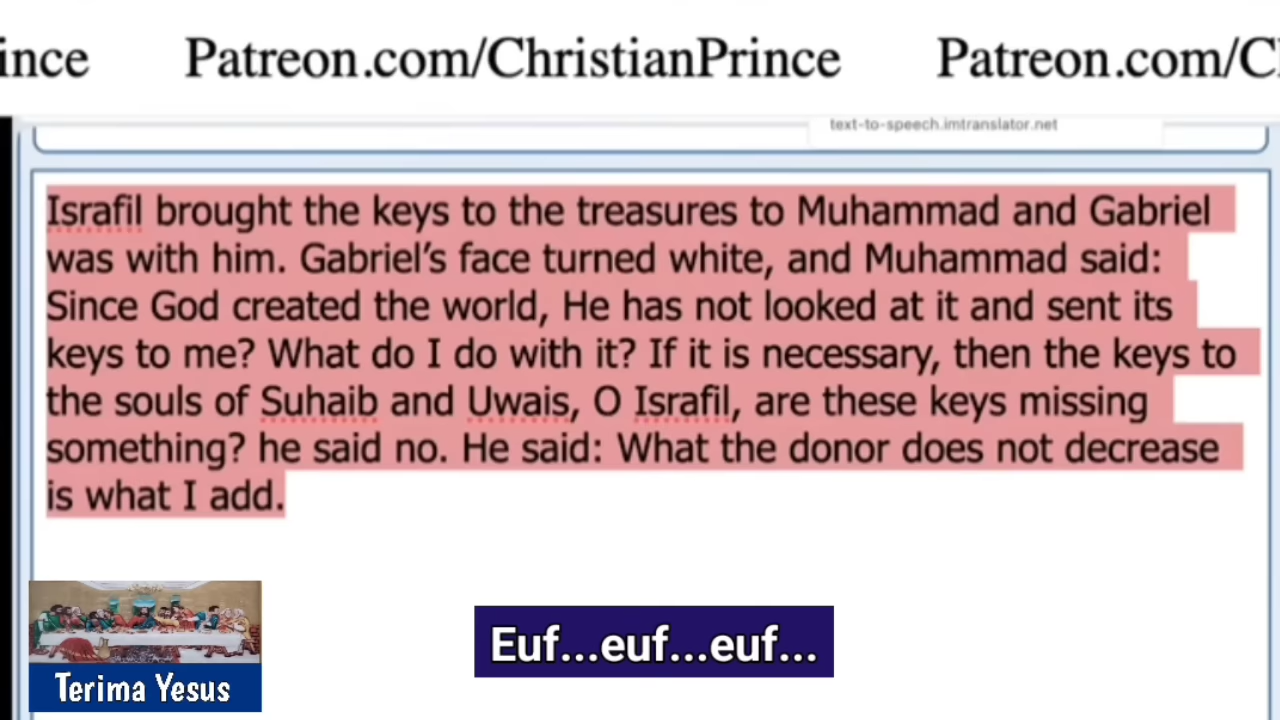 ince Patreon.com/ChristianPrince Patreon.com/C
text-to-speech.imtranslator.net
Israfil brought the keys to the treasures to Muhammad and Gabriel
was with him. Gabriel’s face turned white, and Muhammad said:
Since God created the world, He has not looked at it and sent its
keys to me? What do I do with it? If it is necessary, then the keys to
the souls of Suhaib and Uwais, O Israfil, are these keys missing
something? he said no. He said: What the donor does not decrease
is what I add.
Euf...euf...euf...
Terima Yesus